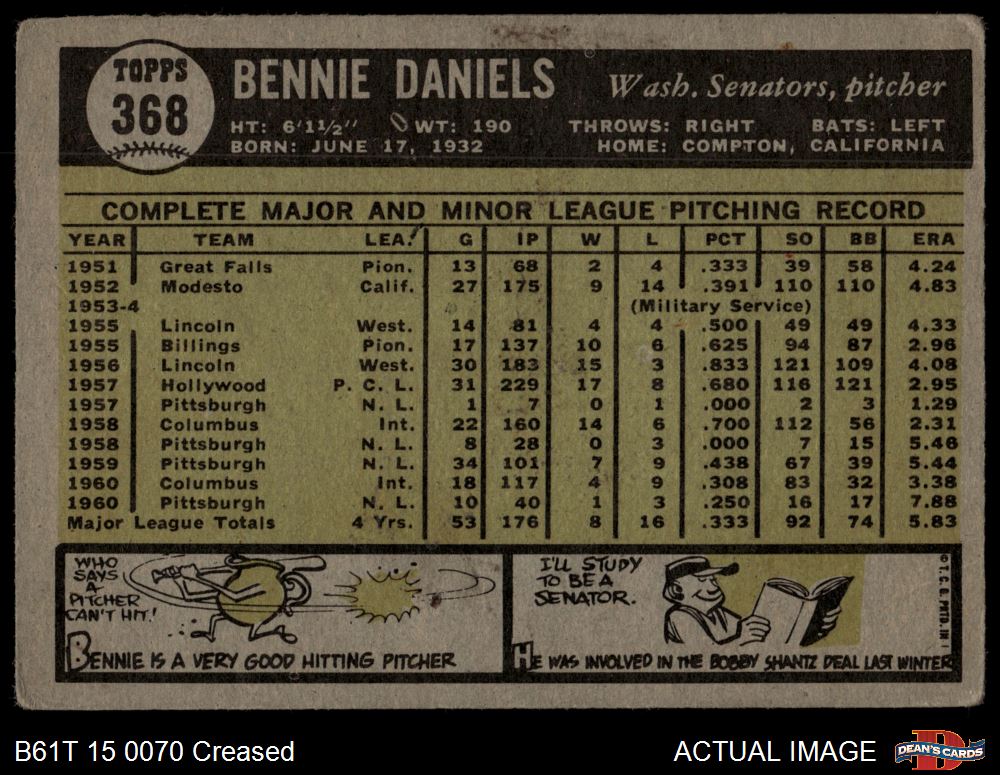 TOPPS
368
BENNIE DANIELS
Wash. Senators, pitcher
HT: 6'1½" WT: 190 THROWS: RIGHT BATS: LEFT
BORN: JUNE 17, 1932 HOME: COMPTON, CALIFORNIA
COMPLETE MAJOR AND MINOR LEAGUE PITCHING RECORD
YEAR TEAM LEA. G IP W L PCT SO BB ERA
1951 Great Falls Pion. 13 68 2 4 .333 39 58 4.24
1952 Modesto Calif. 27 175 9 14 .391 110 110 4.83
1953-4 (Military Service)
1955 Lincoln West. 14 81 4 4 .500 49 49 4.33
1955 Billings Pion. 17 137 10 6 .625 94 87 2.96
1956 Lincoln West. 30 183 15 3 .833 121 109 4.08
1957 Hollywood P. C. L. 31 229 17 8 .680 116 121 2.95
1957 Pittsburgh N. L. 1 7 0 1 .000 2 3 1.29
1958 Columbus Int. 22 160 14 6 .700 112 56 2.31
1958 Pittsburgh N. L. 8 28 0 3 .000 7 15 5.46
1959 Pittsburgh N. L. 34 101 7 9 .438 67 39 5.44
1960 Columbus Int. 18 117 4 9 .308 83 32 3.38
1960 Pittsburgh N. L. 10 40 1 3 .250 16 17 7.88
Major League Totals 4 Yrs. 53 176 8 16 .333 92 74 5.83
WHO
SAYS
A
PITCHER
CAN'T HIT!
BENNIE IS A VERY GOOD HITTING PITCHER
I'LL STUDY
TO BE A
SENATOR.
HE WAS INVOLVED IN THE BOBBY SHANTZ DEAL LAST WINTER
© T. C. G. PRTD. IN
B61T 15 0070 Creased
ACTUAL IMAGE
DEAN'S CARDS